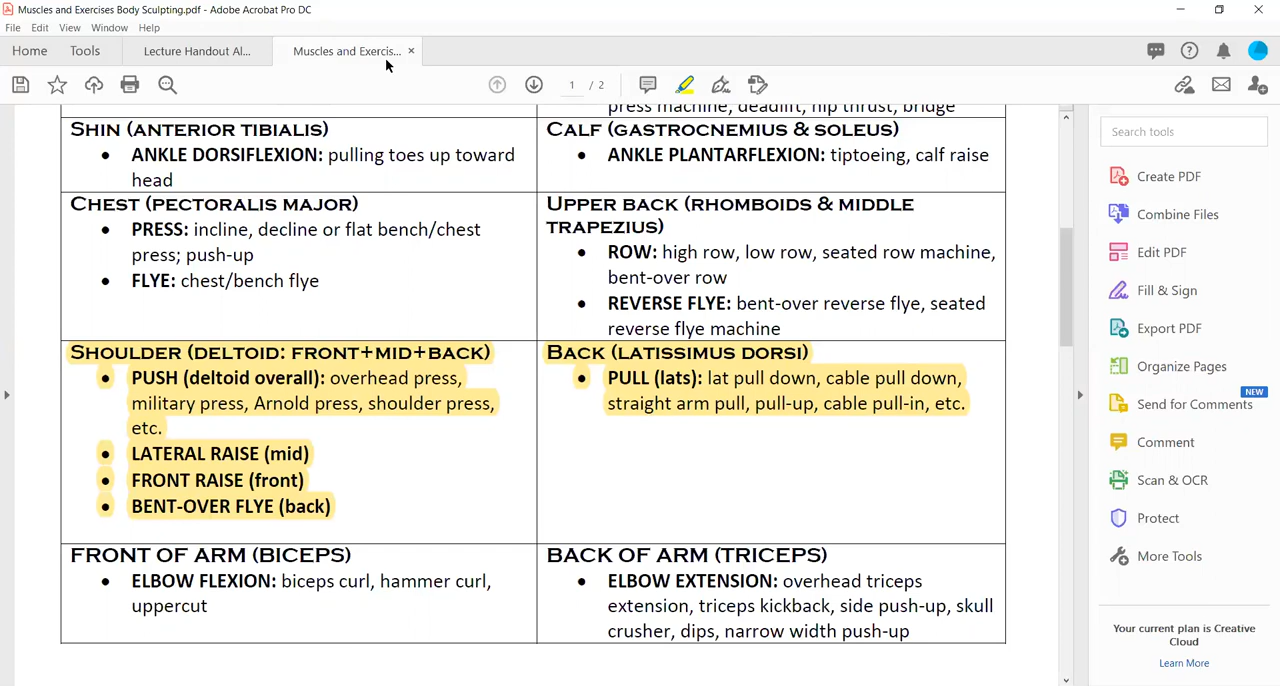 Muscles and Exercises Body Sculpting.pdf - Adobe Acrobat Pro DC
File Edit View Window Help
Home Tools Lecture Handout Al... Muscles and Exercis... ×
1 / 2
press machine, deadlift, hip thrust, bridge
SHIN (ANTERIOR TIBIALIS)
• ANKLE DORSIFLEXION: pulling toes up toward
head
CALF (GASTROCNEMIUS & SOLEUS)
• ANKLE PLANTARFLEXION: tiptoeing, calf raise
CHEST (PECTORALIS MAJOR)
• PRESS: incline, decline or flat bench/chest
press; push-up
• FLYE: chest/bench flye
UPPER BACK (RHOMBOIDS & MIDDLE
TRAPEZIUS)
• ROW: high row, low row, seated row machine,
bent-over row
• REVERSE FLYE: bent-over reverse flye, seated
reverse flye machine
SHOULDER (DELTOID: FRONT+MID+BACK)
• PUSH (deltoid overall): overhead press,
military press, Arnold press, shoulder press,
etc.
• LATERAL RAISE (mid)
• FRONT RAISE (front)
• BENT-OVER FLYE (back)
BACK (LATISSIMUS DORSI)
• PULL (lats): lat pull down, cable pull down,
straight arm pull, pull-up, cable pull-in, etc.
FRONT OF ARM (BICEPS)
• ELBOW FLEXION: biceps curl, hammer curl,
uppercut
BACK OF ARM (TRICEPS)
• ELBOW EXTENSION: overhead triceps
extension, triceps kickback, side push-up, skull
crusher, dips, narrow width push-up
Search tools
Create PDF
Combine Files
Edit PDF
Fill & Sign
Export PDF
Organize Pages
NEW
Send for Comments
Comment
Scan & OCR
Protect
More Tools
Your current plan is Creative
Cloud
Learn More